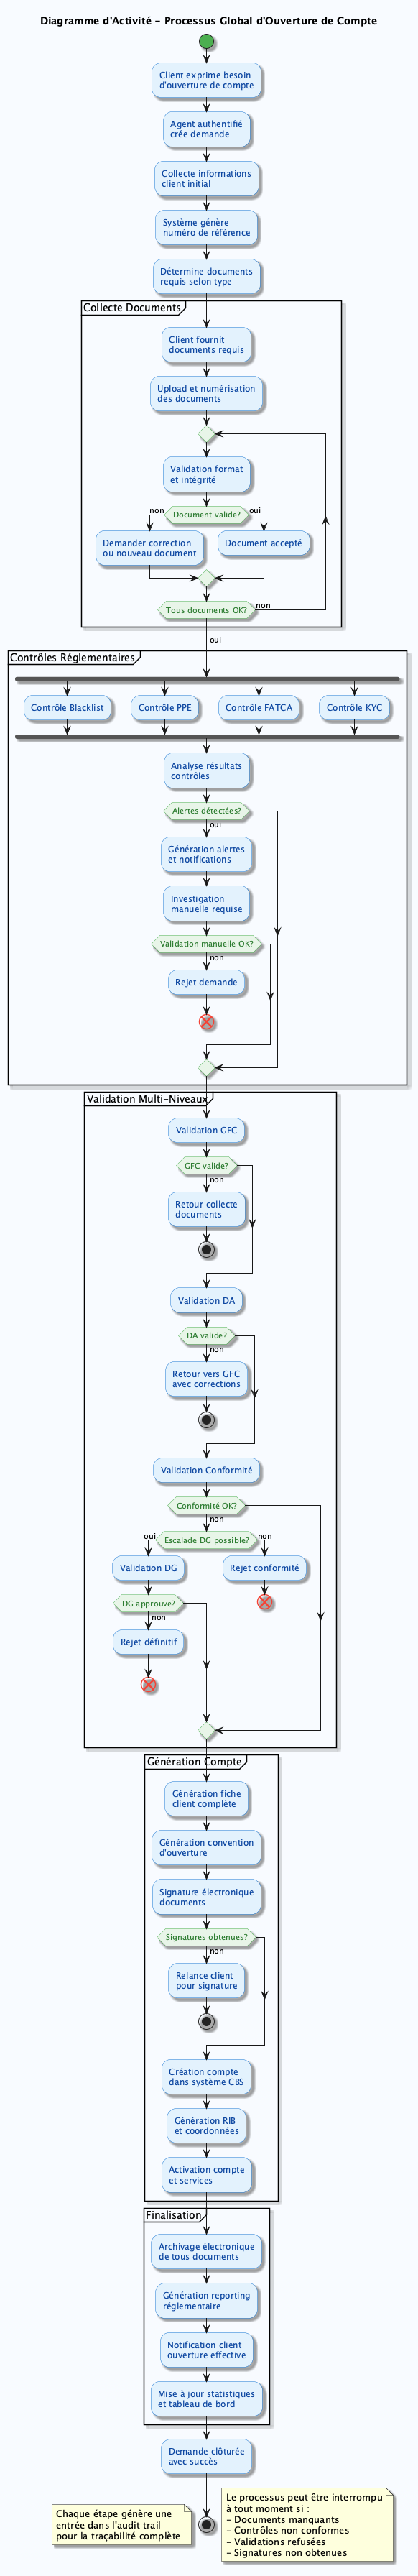 Diagramme d'Activité - Processus Global d'Ouverture de Compte
Client exprime besoin
d'ouverture de compte
Agent authentifié
crée demande
Collecte informations
client initial
Système génère
numéro de référence
Détermine documents
requis selon type
Collecte Documents
Client fournit
documents requis
Upload et numérisation
des documents
Validation format
et intégrité
non
Document valide?
oui
Demander correction
ou nouveau document
Document accepté
Tous documents OK?
non
oui
Contrôles Réglementaires
Contrôle Blacklist
Contrôle PPE
Contrôle FATCA
Contrôle KYC
Analyse résultats
contrôles
Alertes détectées?
oui
Génération alertes
et notifications
Investigation
manuelle requise
Validation manuelle OK?
non
Rejet demande
Validation Multi-Niveaux
Validation GFC
GFC valide?
non
Retour collecte
documents
Validation DA
DA valide?
non
Retour vers GFC
avec corrections
Validation Conformité
Conformité OK?
non
oui
Escalade DG possible?
non
Validation DG
Rejet conformité
DG approuve?
non
Rejet définitif
Génération Compte
Génération fiche
client complète
Génération convention
d'ouverture
Signature électronique
documents
Signatures obtenues?
non
Relance client
pour signature
Création compte
dans système CBS
Génération RIB
et coordonnées
Activation compte
et services
Finalisation
Archivage électronique
de tous documents
Génération reporting
réglementaire
Notification client
ouverture effective
Mise à jour statistiques
et tableau de bord
Demande clôturée
avec succès
Chaque étape génère une
entrée dans l'audit trail
pour la traçabilité complète
Le processus peut être interrompu
à tout moment si :
- Documents manquants
- Contrôles non conformes
- Validations refusées
- Signatures non obtenues